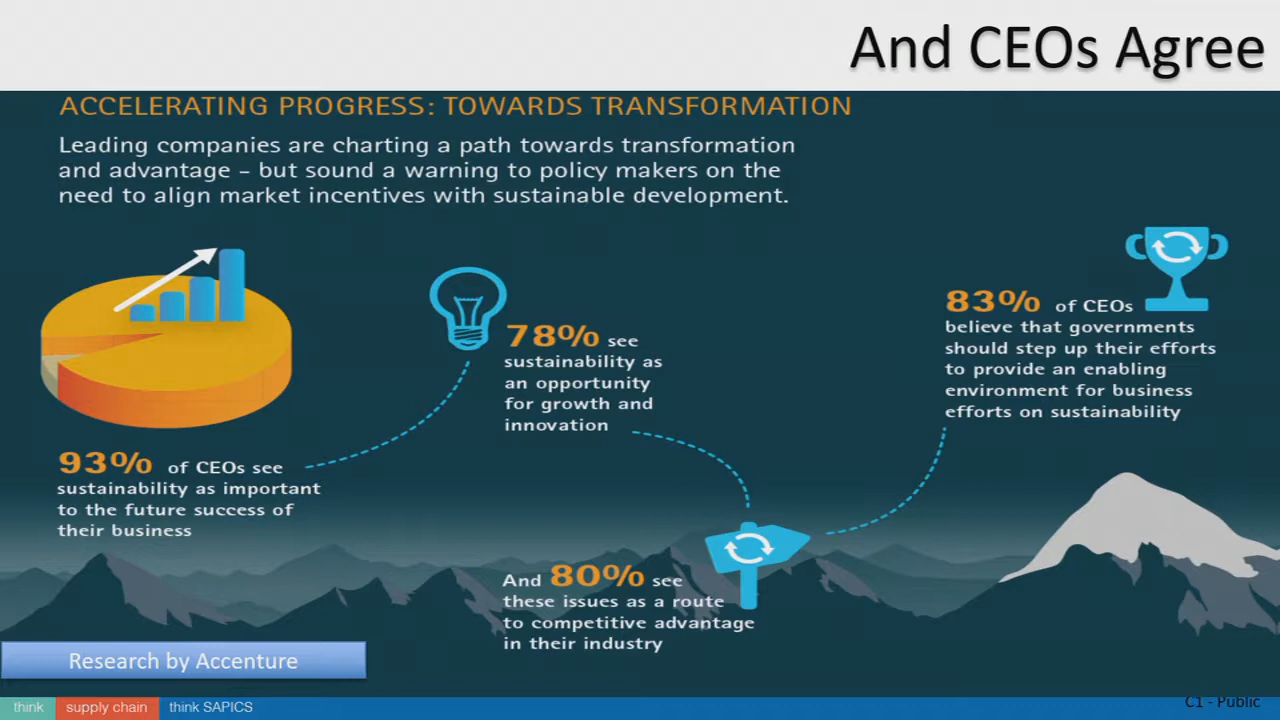 And CEOs Agree
ACCELERATING PROGRESS: TOWARDS TRANSFORMATION
Leading companies are charting a path towards transformation
and advantage – but sound a warning to policy makers on the
need to align market incentives with sustainable development.
93% of CEOs see
sustainability as important
to the future success of
their business
78% see
sustainability as
an opportunity
for growth and
innovation
And 80% see
these issues as a route
to competitive advantage
in their industry
83% of CEOs
believe that governments
should step up their efforts
to provide an enabling
environment for business
efforts on sustainability
Research by Accenture
think supply chain think SAPICS
C1 - Public